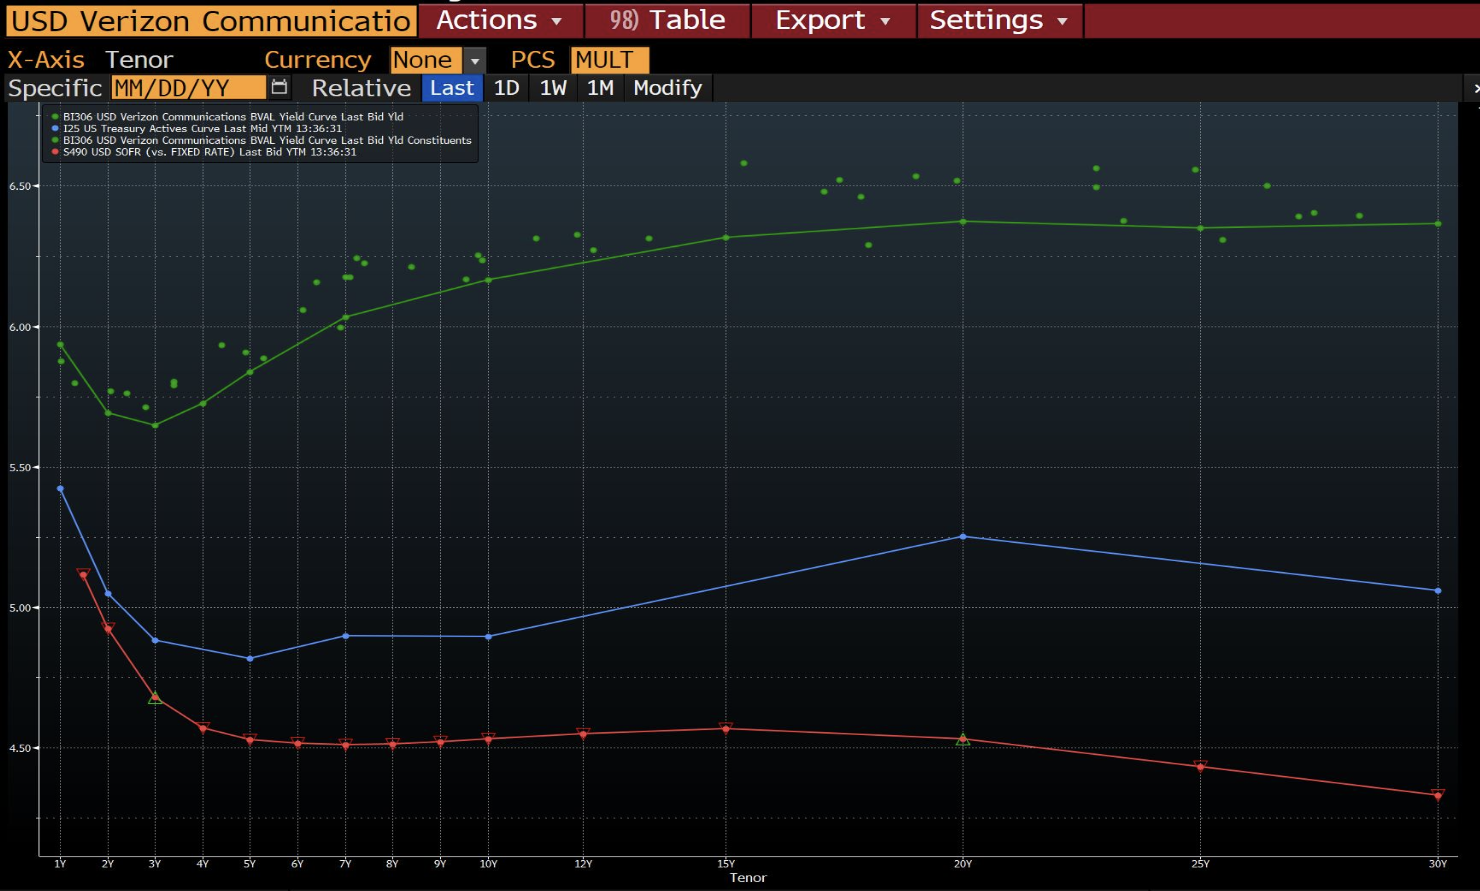 USD Verizon Communicatio Actions 98) Table Export Settings
X-Axis Tenor Currency None PCS MULT
Specific MM/DD/YY Relative Last 1D 1W 1M Modify
BI306 USD Verizon Communications BVAL Yield Curve Last Bid Yld
I25 US Treasury Actives Curve Last Mid YTM 13:36:31
BI306 USD Verizon Communications BVAL Yield Curve Last Bid Yld Constituents
S490 USD SOFR (vs. FIXED RATE) Last Bid YTM 13:36:31
6.50
6.00
5.50
5.00
4.50
1Y 2Y 3Y 4Y 5Y 6Y 7Y 8Y 9Y 10Y 12Y 15Y 20Y 25Y 30Y
Tenor